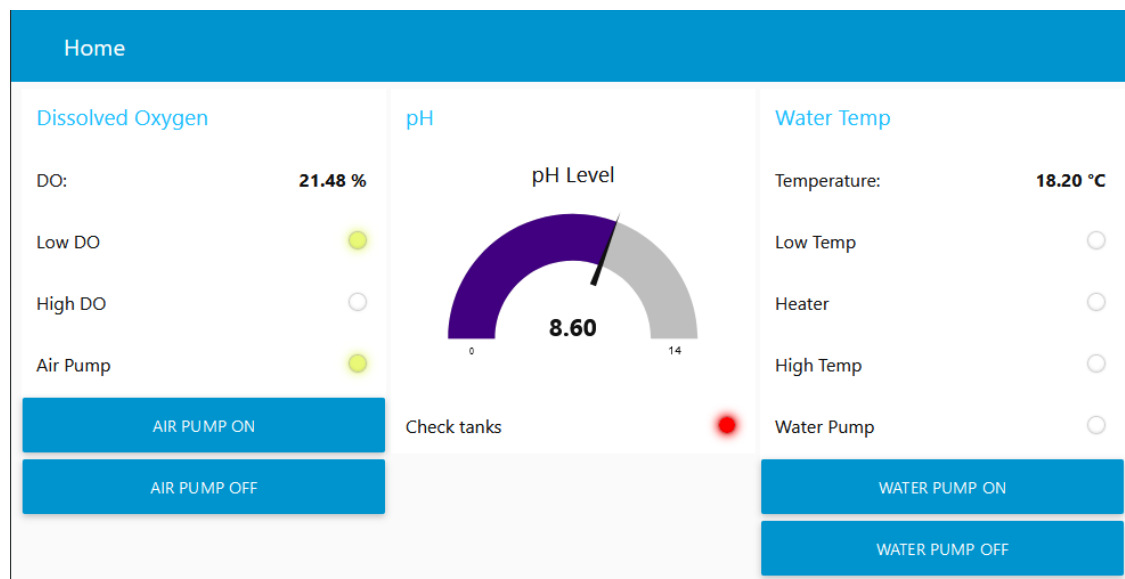 Home
Dissolved Oxygen
DO: 21.48 %
Low DO
High DO
Air Pump
AIR PUMP ON
AIR PUMP OFF
pH
pH Level
8.60
0 14
Check tanks
Water Temp
Temperature: 18.20 °C
Low Temp
Heater
High Temp
Water Pump
WATER PUMP ON
WATER PUMP OFF